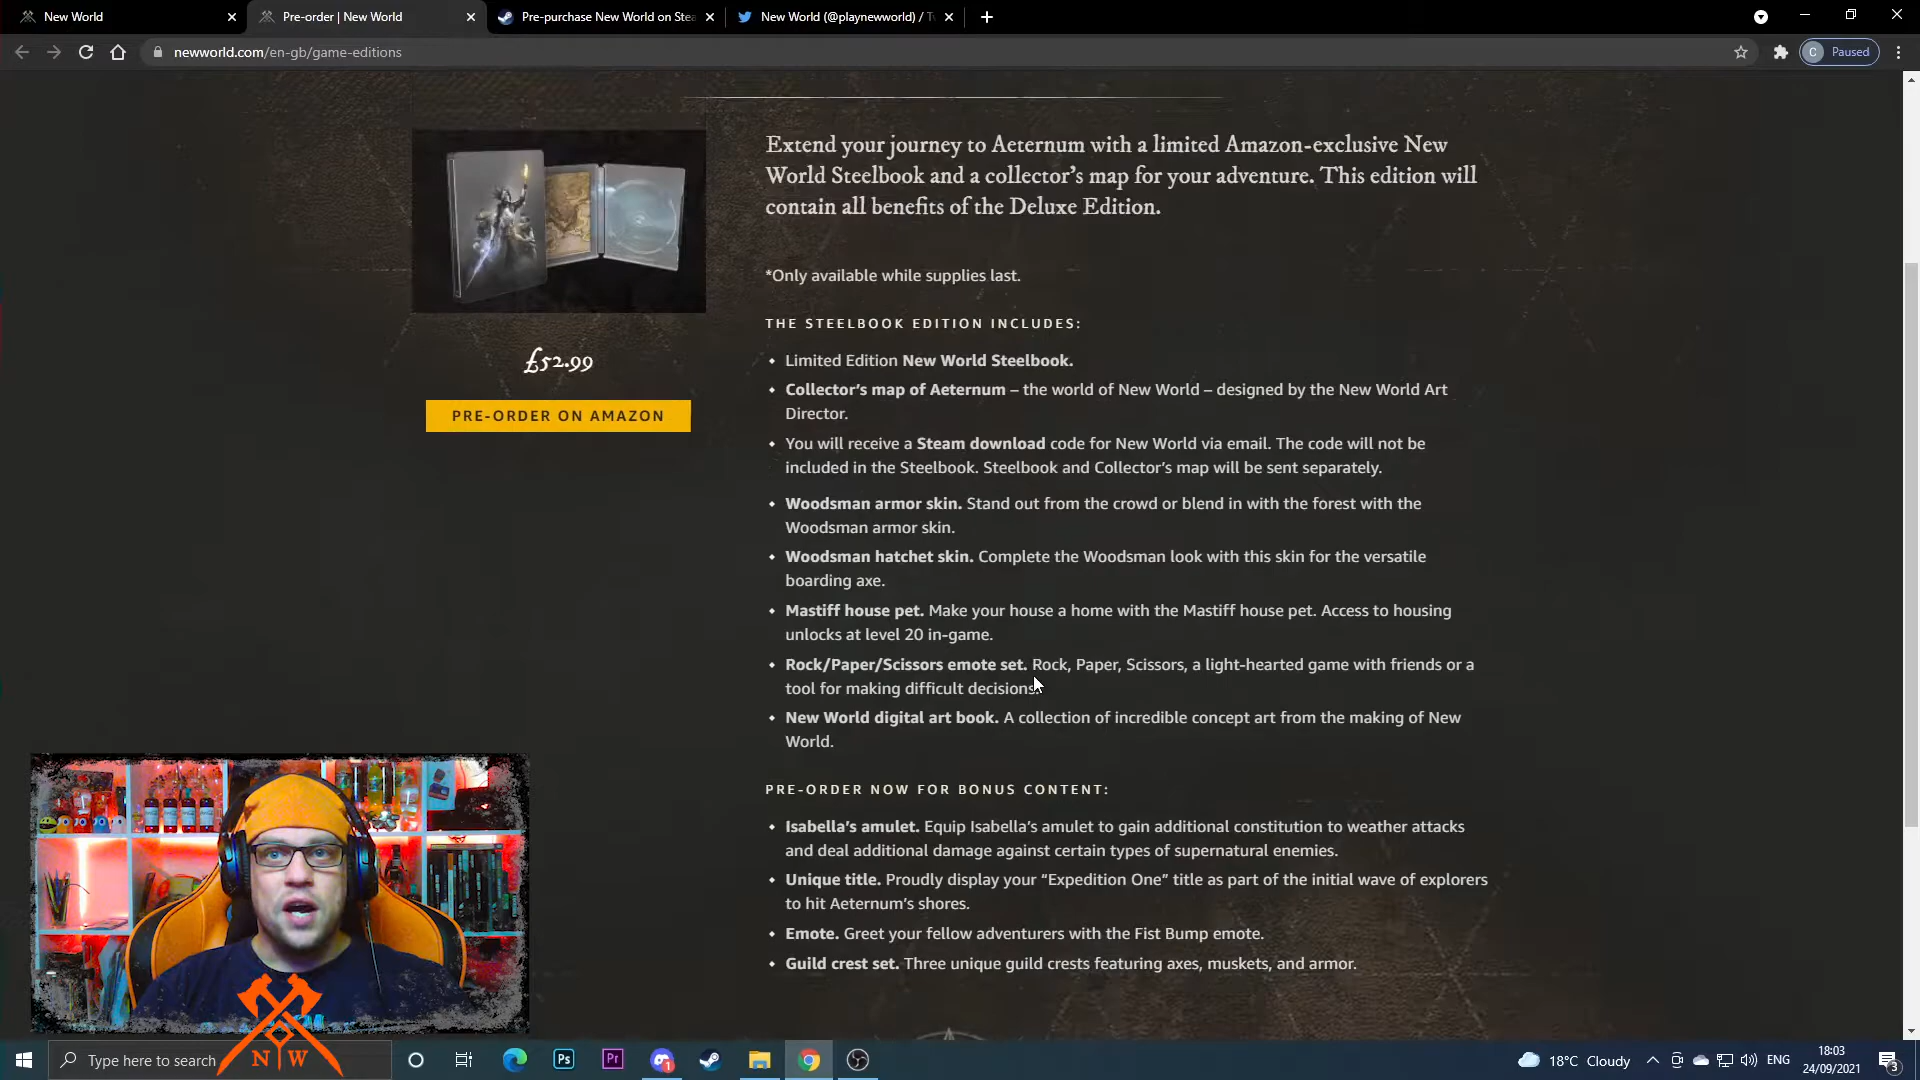 New World
Pre-order | New World
Pre-purchase New World on Stea
New World (@playnewworld) / Tw
newworld.com/en-gb/game-editions
C Paused
Extend your journey to Aeternum with a limited Amazon-exclusive New
World Steelbook and a collector's map for your adventure. This edition will
contain all benefits of the Deluxe Edition.
*Only available while supplies last.
£52.99
PRE-ORDER ON AMAZON
THE STEELBOOK EDITION INCLUDES:
Limited Edition New World Steelbook.
Collector's map of Aeternum – the world of New World – designed by the New World Art
Director.
You will receive a Steam download code for New World via email. The code will not be
included in the Steelbook. Steelbook and Collector's map will be sent separately.
Woodsman armor skin. Stand out from the crowd or blend in with the forest with the
Woodsman armor skin.
Woodsman hatchet skin. Complete the Woodsman look with this skin for the versatile
boarding axe.
Mastiff house pet. Make your house a home with the Mastiff house pet. Access to housing
unlocks at level 20 in-game.
Rock/Paper/Scissors emote set. Rock, Paper, Scissors, a light-hearted game with friends or a
tool for making difficult decisions.
New World digital art book. A collection of incredible concept art from the making of New
World.
PRE-ORDER NOW FOR BONUS CONTENT:
Isabella's amulet. Equip Isabella's amulet to gain additional constitution to weather attacks
and deal additional damage against certain types of supernatural enemies.
Unique title. Proudly display your “Expedition One” title as part of the initial wave of explorers
to hit Aeternum's shores.
Emote. Greet your fellow adventurers with the Fist Bump emote.
Guild crest set. Three unique guild crests featuring axes, muskets, and armor.
N W
Type here to search
Ps
Pr
1
18°C Cloudy
ENG
18:03
24/09/2021
3